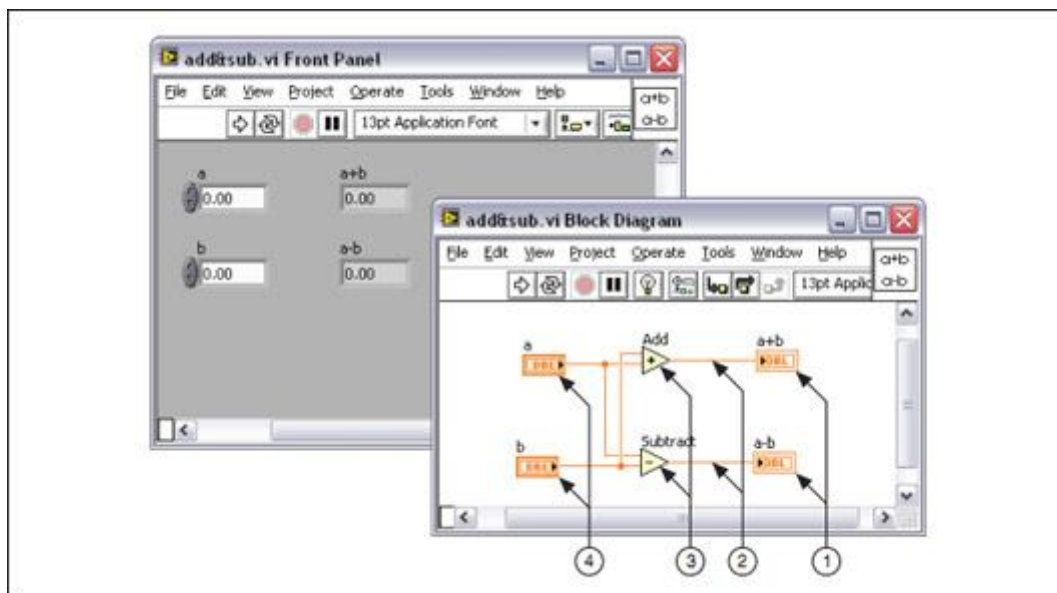 add&sub.vi Front Panel
File Edit View Project Operate Tools Window Help
a+b
a-b
13pt Application Font
a
0.00
a+b
0.00
b
0.00
a-b
0.00
add&sub.vi Block Diagram
File Edit View Project Operate Tools Window Help
a+b
a-b
13pt Applic
a
DBL
Add
+
a+b
DBL
b
DBL
Subtract
-
a-b
DBL
4
3
2
1